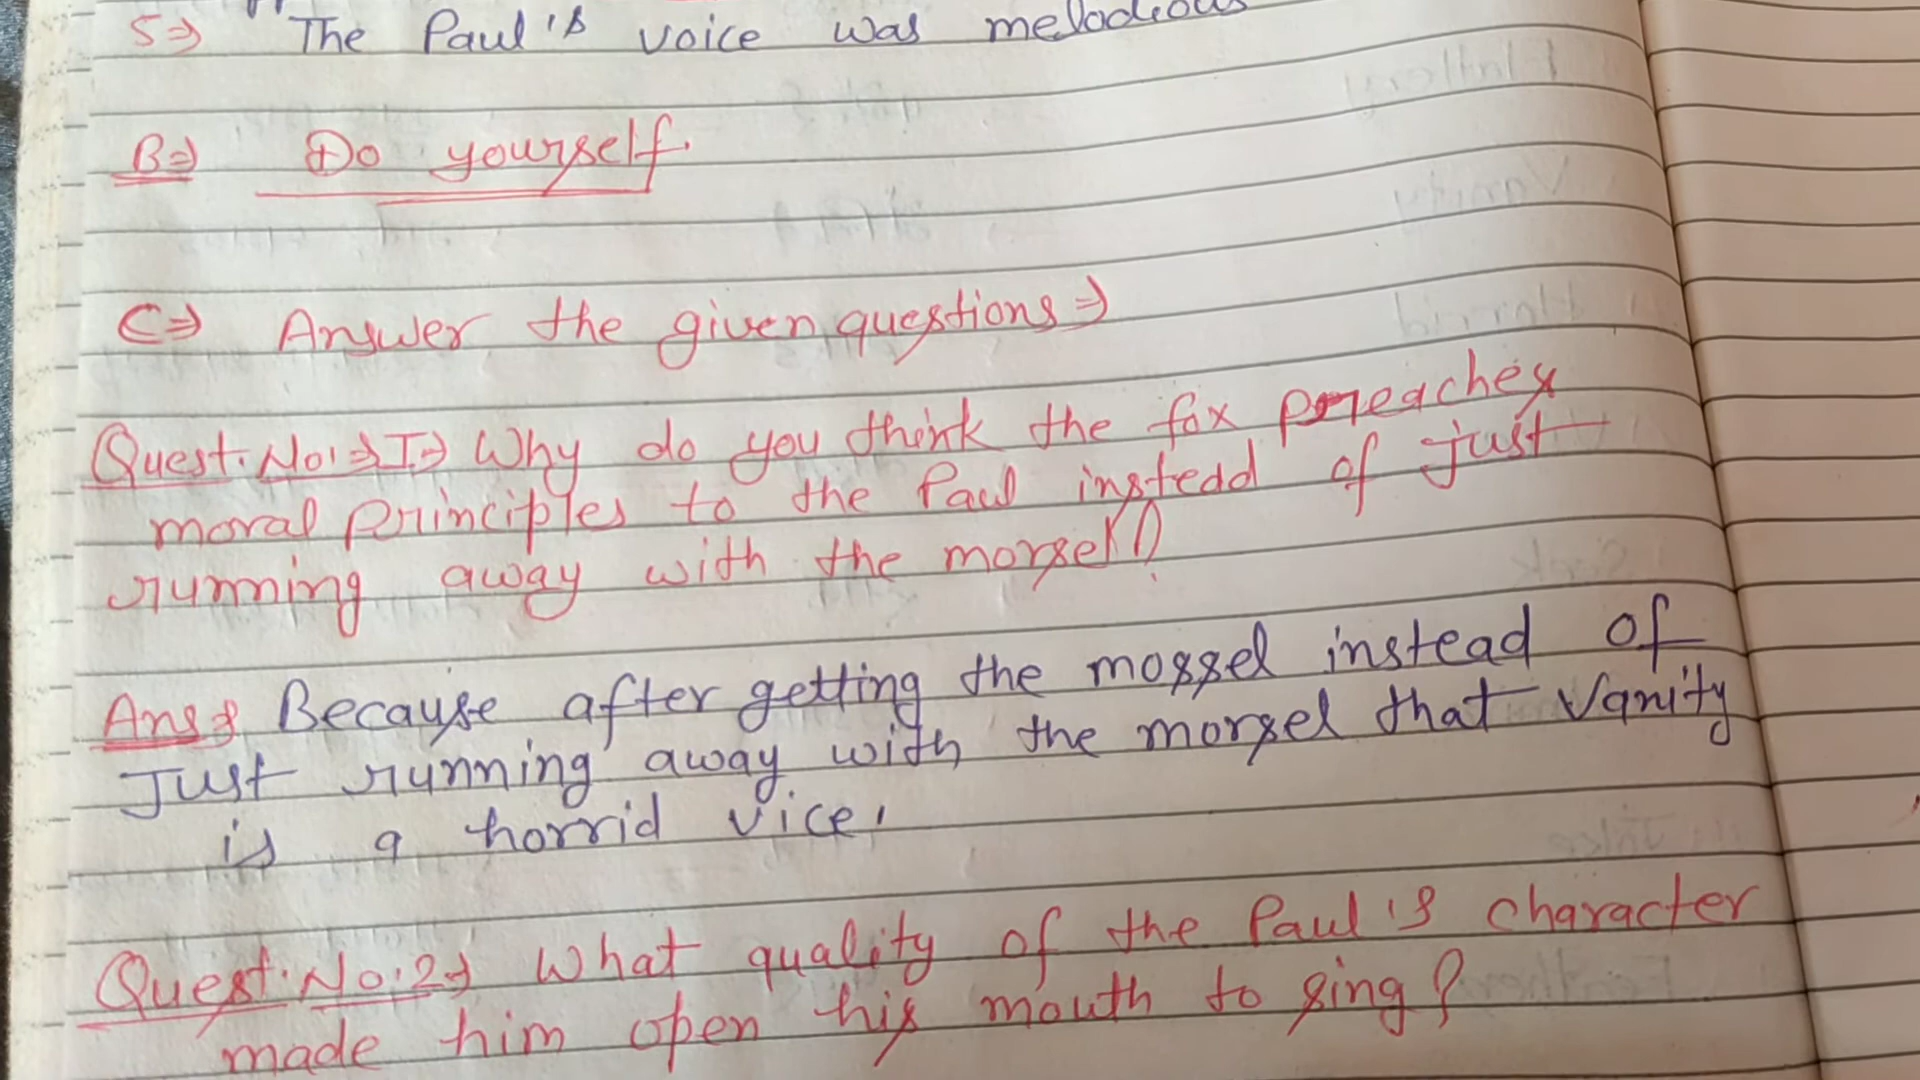 5⇒ "The Paul's voice was melodious
B⇒ Do yourself.
C⇒ Answer the given questions⇒
Quest. No1⇒I⇒ Why do you think the fox preaches
moral principles to the Paul instead of just
running away with the morsel?
Ans⇒ Because after getting the mossel instead of
Just running away with the morsel that Vanity
is a horrid vice.
Quest. No.2⇒ What quality of the Paul's character
made him open his mouth to sing?